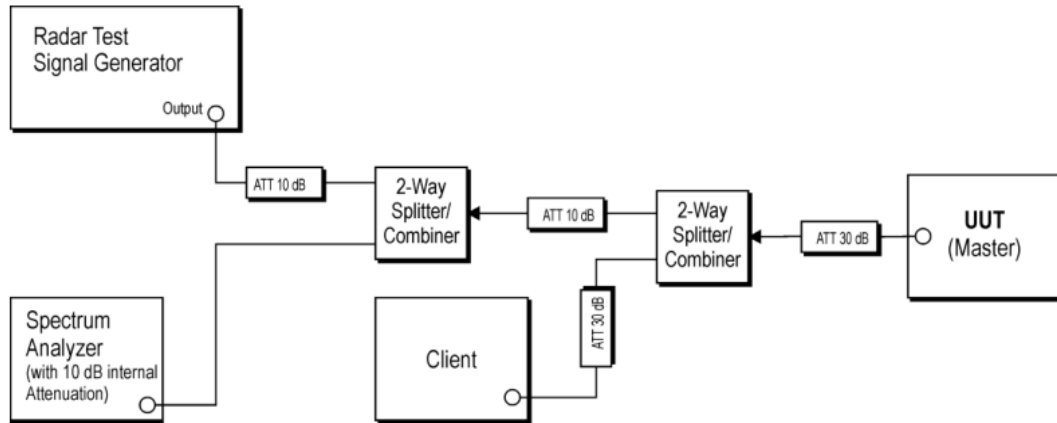 Radar Test
Signal Generator
Output
ATT 10 dB
2-Way
Splitter/
Combiner
ATT 10 dB
2-Way
Splitter/
Combiner
ATT 30 dB
UUT
(Master)
Spectrum
Analyzer
(with 10 dB internal
Attenuation)
Client
ATT 30 dB